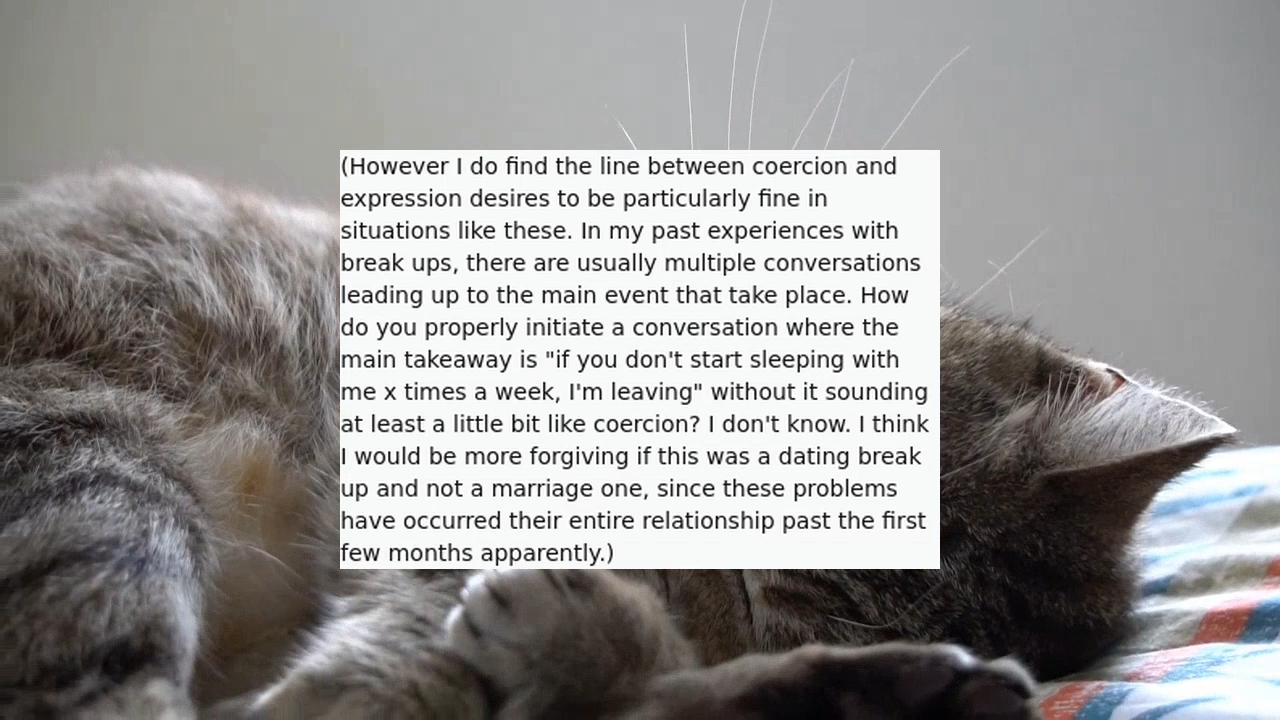 (However I do find the line between coercion and
expression desires to be particularly fine in
situations like these. In my past experiences with
break ups, there are usually multiple conversations
leading up to the main event that take place. How
do you properly initiate a conversation where the
main takeaway is "if you don't start sleeping with
me x times a week, I'm leaving" without it sounding
at least a little bit like coercion? I don't know. I think
I would be more forgiving if this was a dating break
up and not a marriage one, since these problems
have occurred their entire relationship past the first
few months apparently.)